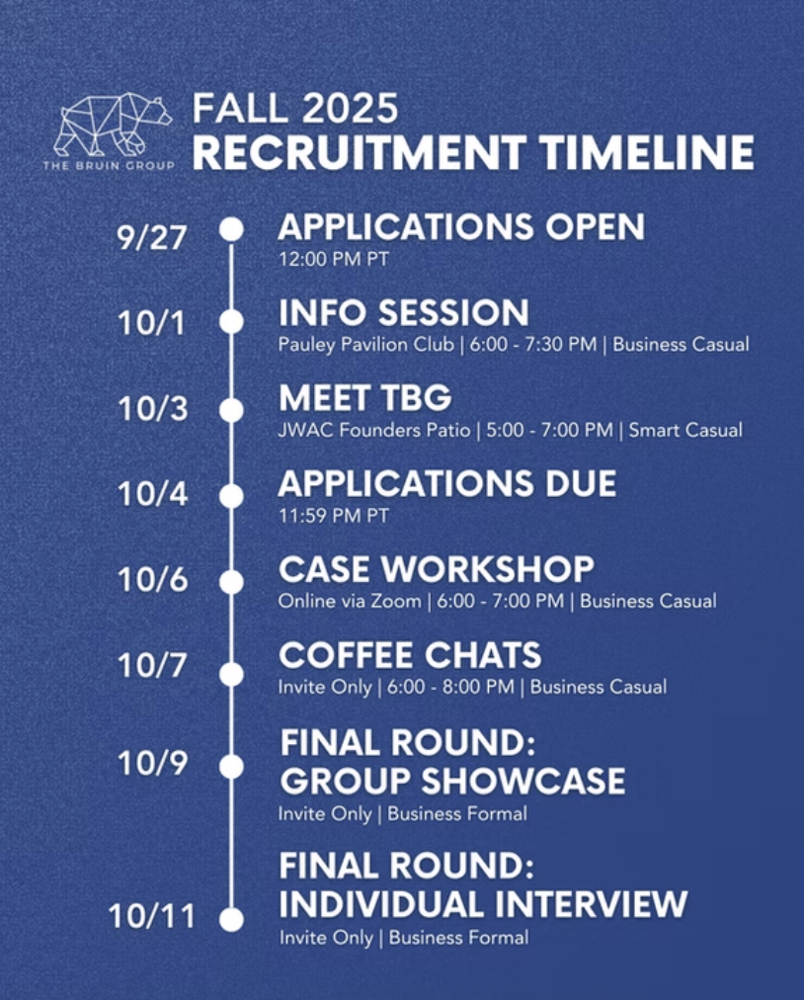 FALL 2025
RECRUITMENT TIMELINE
THE BRUIN GROUP
9/27
APPLICATIONS OPEN
12:00 PM PT
10/1
INFO SESSION
Pauley Pavilion Club | 6:00 - 7:30 PM | Business Casual
10/3
MEET TBG
JWAC Founders Patio | 5:00 - 7:00 PM | Smart Casual
10/4
APPLICATIONS DUE
11:59 PM PT
10/6
CASE WORKSHOP
Online via Zoom | 6:00 - 7:00 PM | Business Casual
10/7
COFFEE CHATS
Invite Only | 6:00 - 8:00 PM | Business Casual
10/9
FINAL ROUND:
GROUP SHOWCASE
Invite Only | Business Formal
10/11
FINAL ROUND:
INDIVIDUAL INTERVIEW
Invite Only | Business Formal